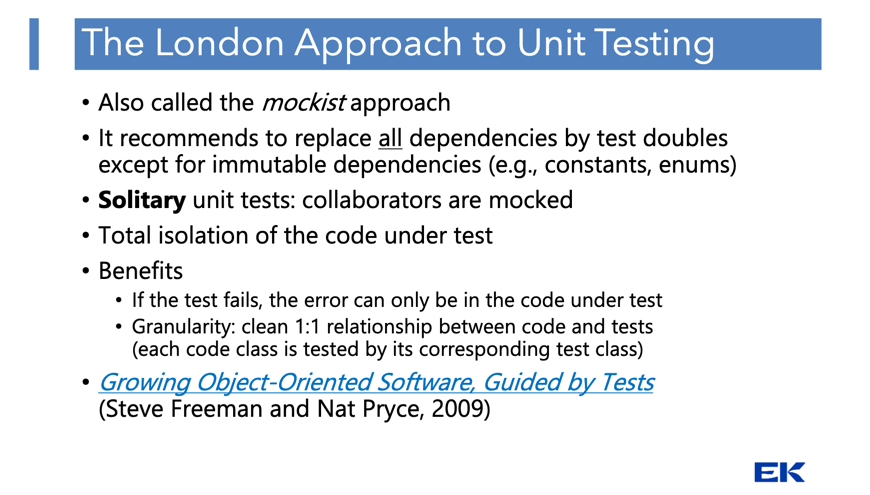 The London Approach to Unit Testing
• Also called the mockist approach
• It recommends to replace all dependencies by test doubles
except for immutable dependencies (e.g., constants, enums)
• Solitary unit tests: collaborators are mocked
• Total isolation of the code under test
• Benefits
• If the test fails, the error can only be in the code under test
• Granularity: clean 1:1 relationship between code and tests
(each code class is tested by its corresponding test class)
• Growing Object-Oriented Software, Guided by Tests
(Steve Freeman and Nat Pryce, 2009)
EK